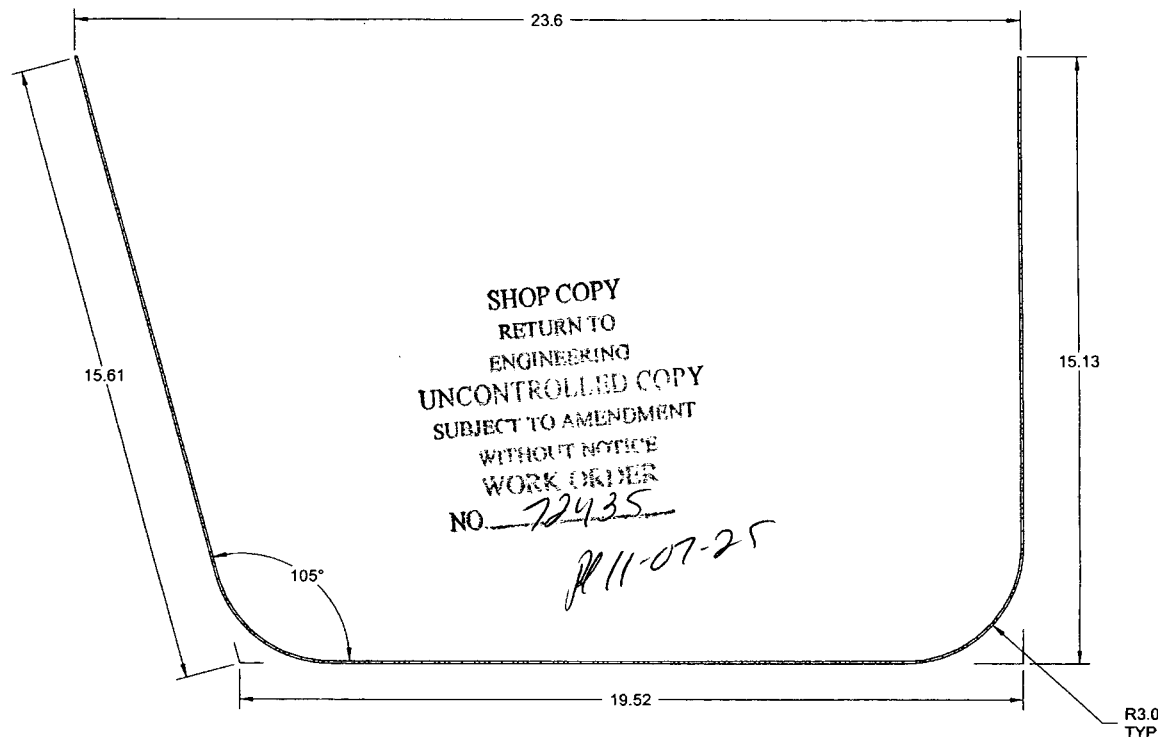 23.6
15.61
15.13
SHOP COPY
RETURN TO
ENGINEERING
UNCONTROLLED COPY
SUBJECT TO AMENDMENT
WITHOUT NOTICE
WORK ORDER
NO. 72435
11-07-25
105°
19.52
R3.0
TYP